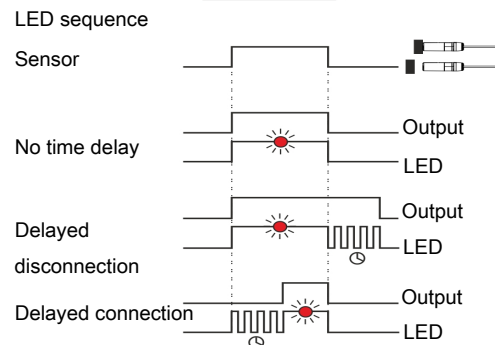 LED sequence
Sensor
Output
No time delay
LED
Output
Delayed
LED
disconnection
Output
Delayed connection
LED